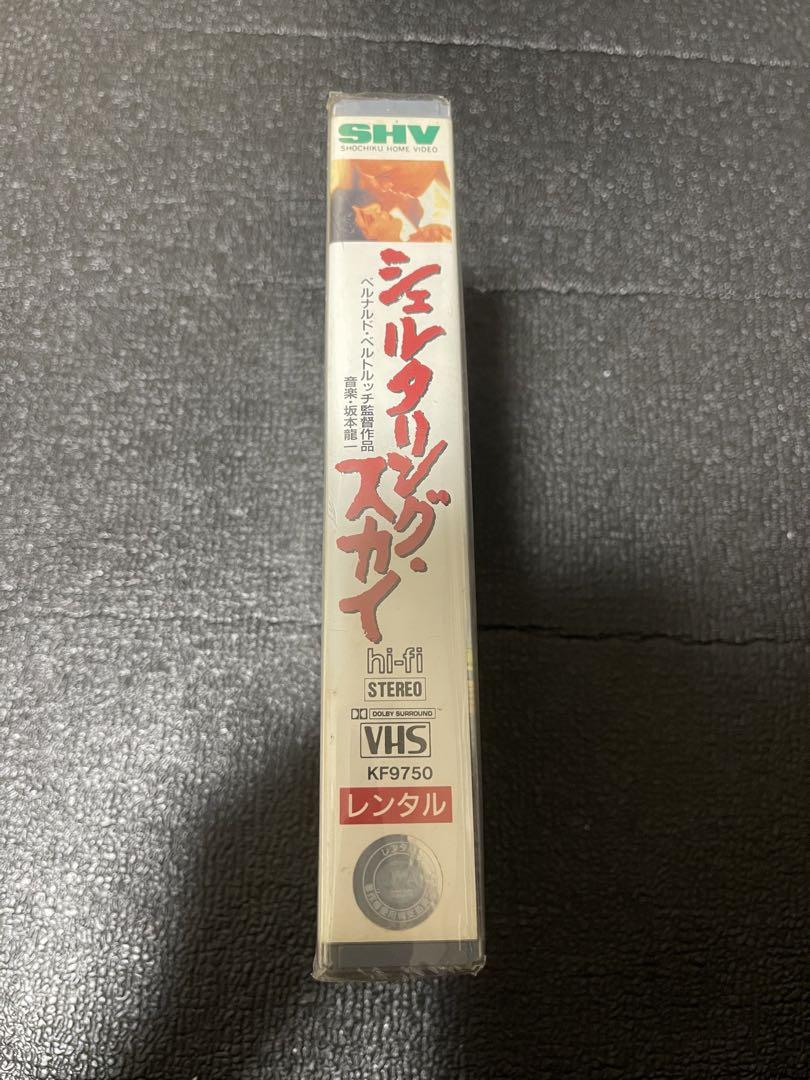 SHV
SHOCHIKU HOME VIDEO
シェルタリング・
スカイ
ベルナルド・ベルトルッチ監督作品
音楽・坂本龍一
hi-fi
STEREO
DOLBY SURROUND
VHS
KF9750
レンタル